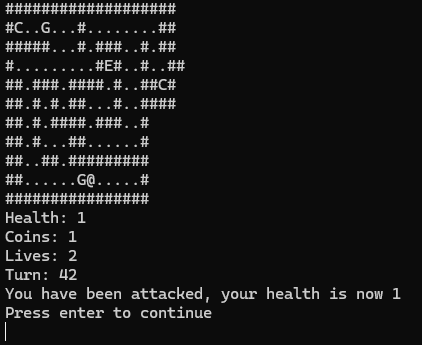 ###################
#C..G...#........##
#####...#.###..#.##
#.........#E#..#..##
##.###.####.#..##C#
##.#.#.##...#..####
##.#.####.###..#
##.#...##......#
##..##.#########
##......G@.....#
################
Health: 1
Coins: 1
Lives: 2
Turn: 42
You have been attacked, your health is now 1
Press enter to continue